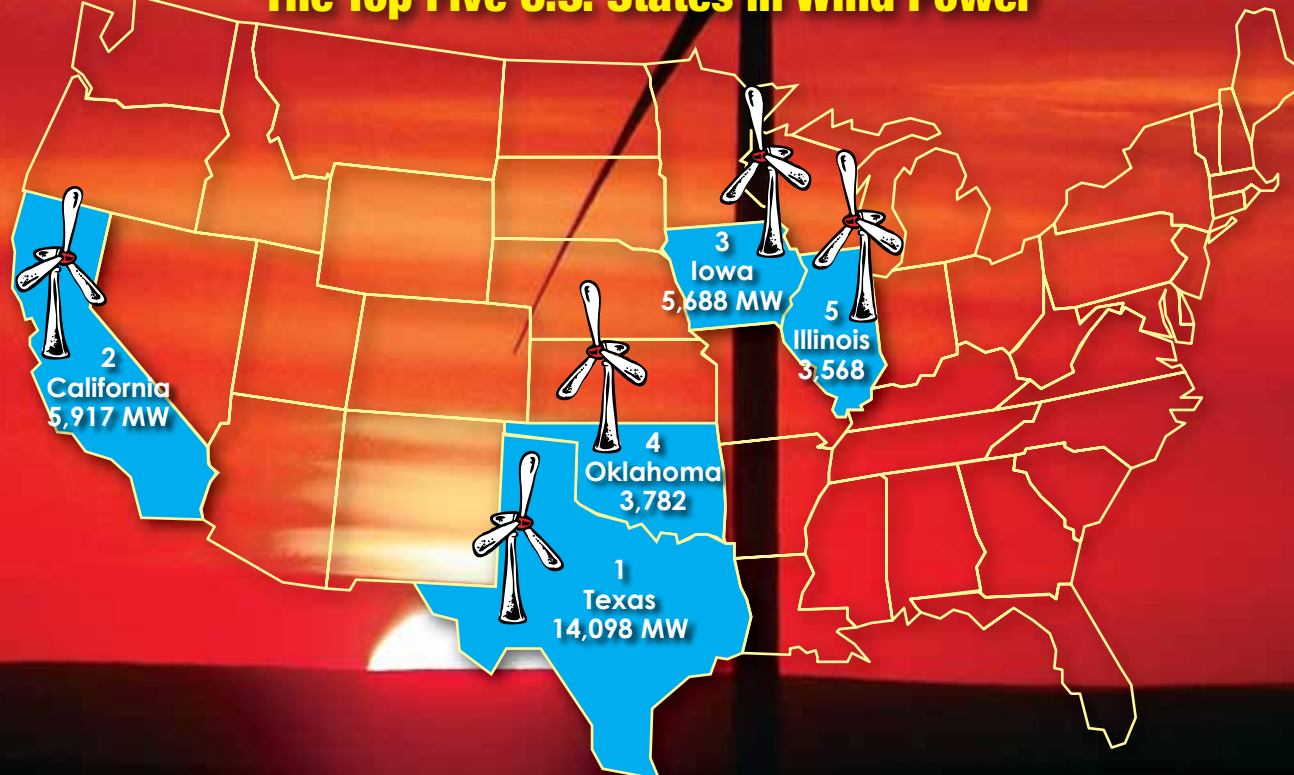 The Top Five U.S. States in Wind Power
3
Iowa
5,688 MW
5
Illinois
3,568
2
California
5,917 MW
4
Oklahoma
3,782
1
Texas
14,098 MW